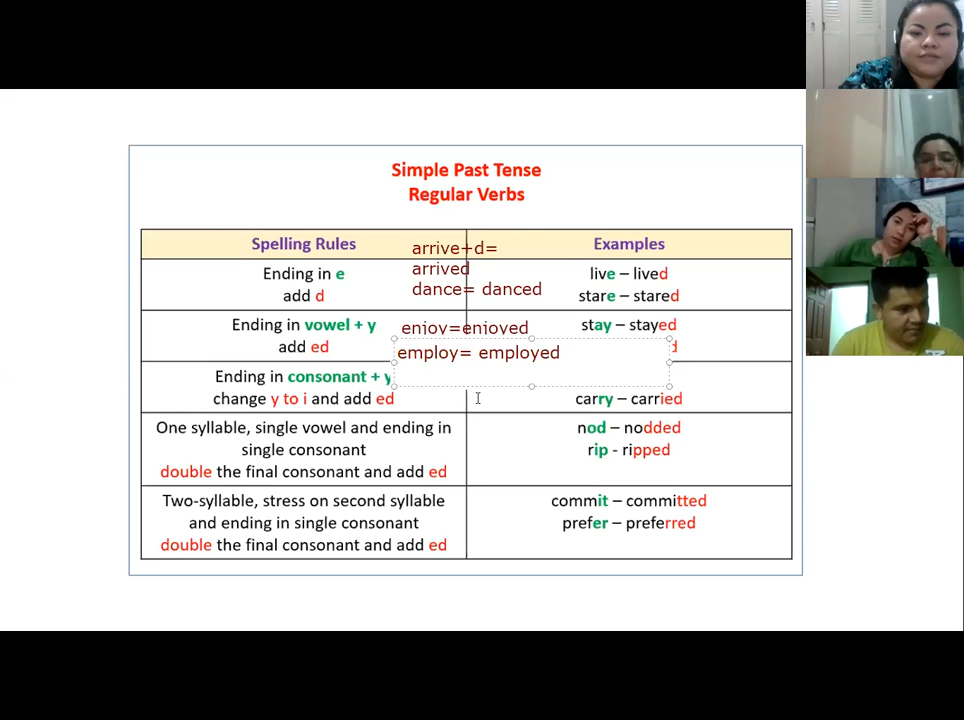 Simple Past Tense
Regular Verbs
Spelling Rules
Examples
arrive+d=
arrived
dance= danced
Ending in e
add d
live – lived
stare – stared
enjoy=enjoyed
employ= employed
Ending in vowel + y
add ed
stay – stayed
d
Ending in consonant + y
change y to i and add ed
carry – carried
One syllable, single vowel and ending in
single consonant
double the final consonant and add ed
nod – nodded
rip - ripped
Two-syllable, stress on second syllable
and ending in single consonant
double the final consonant and add ed
commit – committed
prefer – preferred